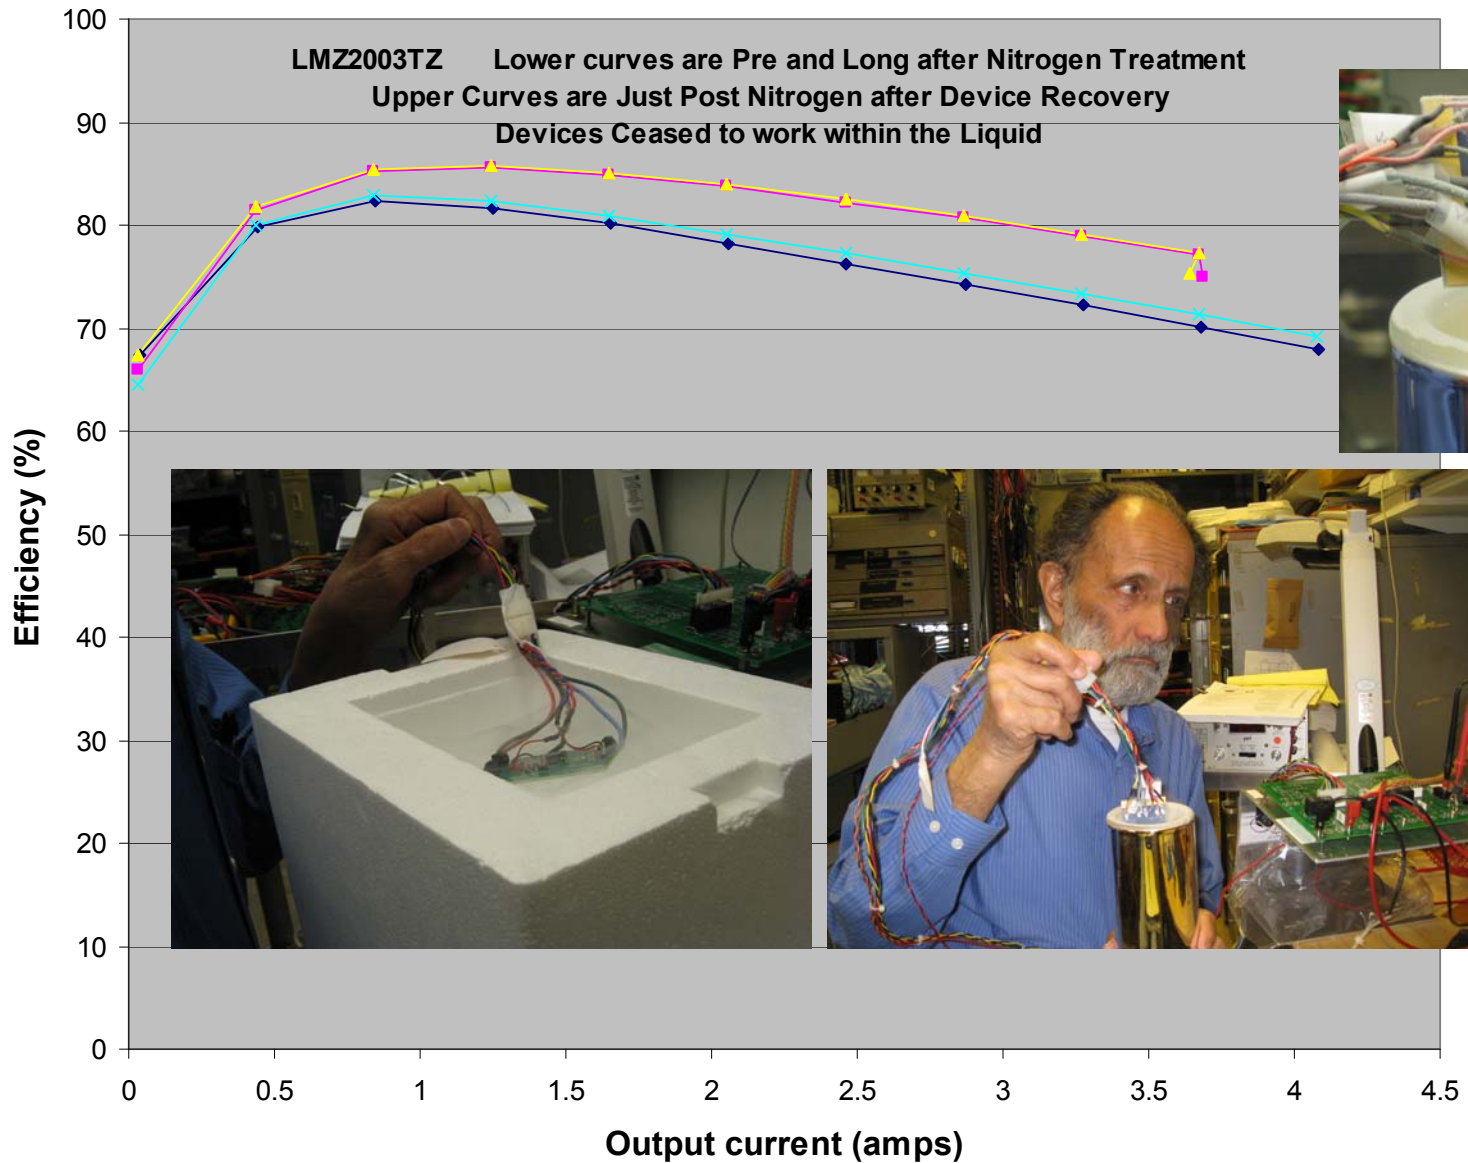 LMZ2003TZ Lower curves are Pre and Long after Nitrogen Treatment
Upper Curves are Just Post Nitrogen after Device Recovery
Devices Ceased to work within the Liquid
100
90
80
70
60
50
40
30
20
10
0
Efficiency (%)
0 0.5 1 1.5 2 2.5 3 3.5 4 4.5
Output current (amps)